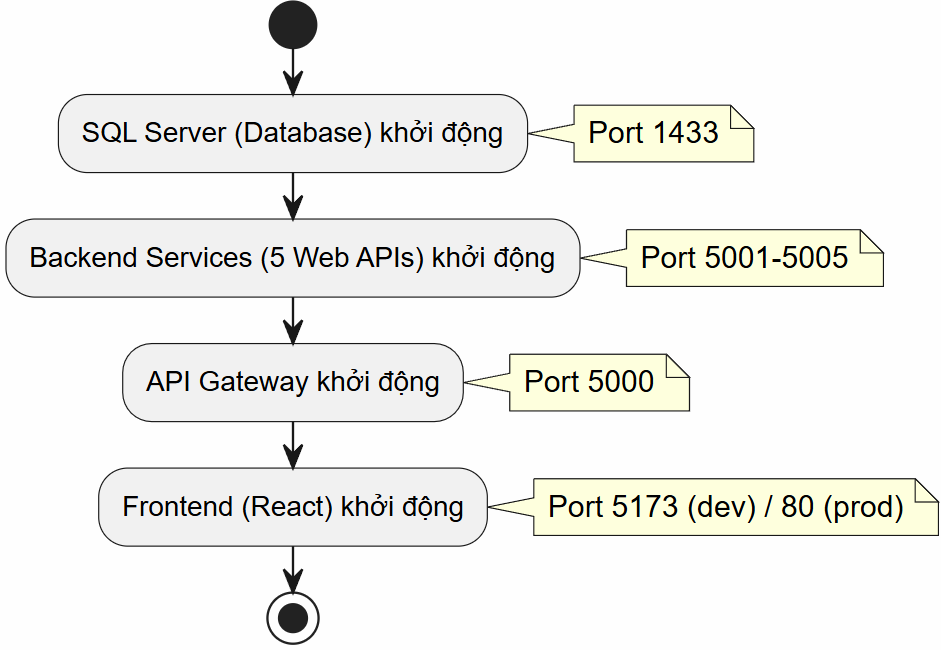 SQL Server (Database) khởi động
Port 1433
Backend Services (5 Web APIs) khởi động
Port 5001-5005
API Gateway khởi động
Port 5000
Frontend (React) khởi động
Port 5173 (dev) / 80 (prod)